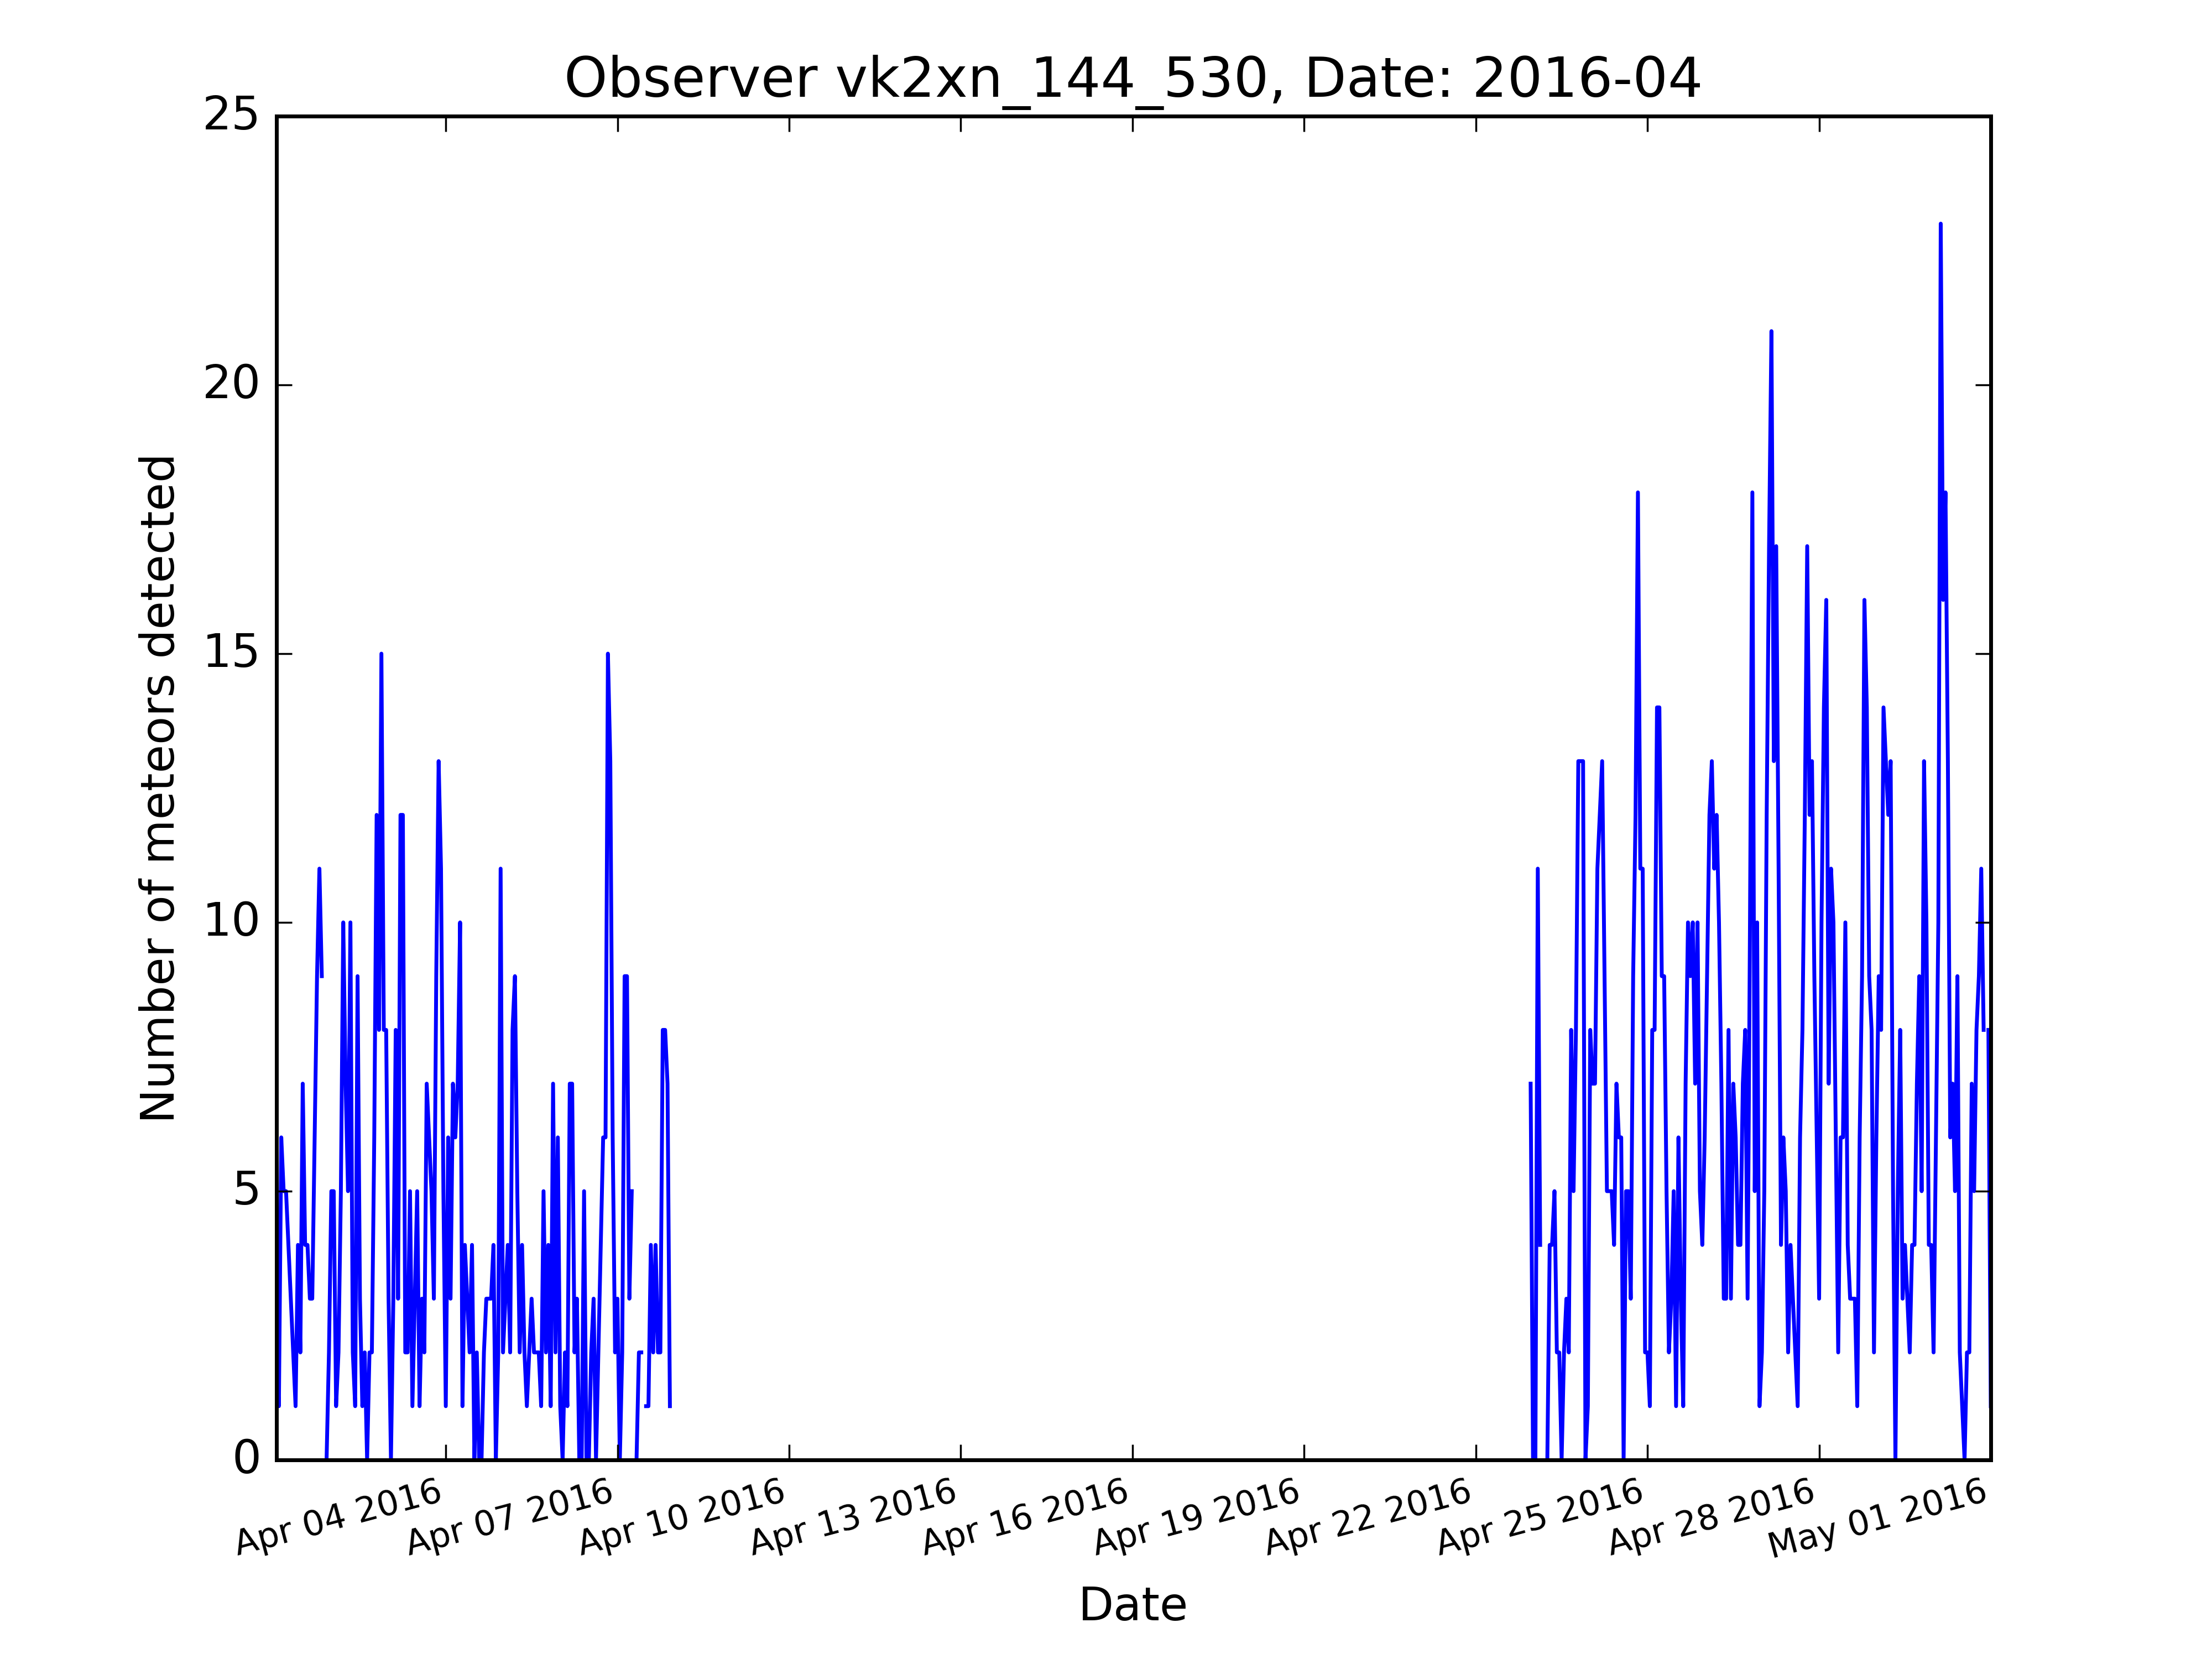 Observer vk2xn_144_530, Date: 2016-04
Number of meteors detected
25
20
15
10
5
0
Apr 04 2016
Apr 07 2016
Apr 10 2016
Apr 13 2016
Apr 16 2016
Apr 19 2016
Apr 22 2016
Apr 25 2016
Apr 28 2016
May 01 2016
Date